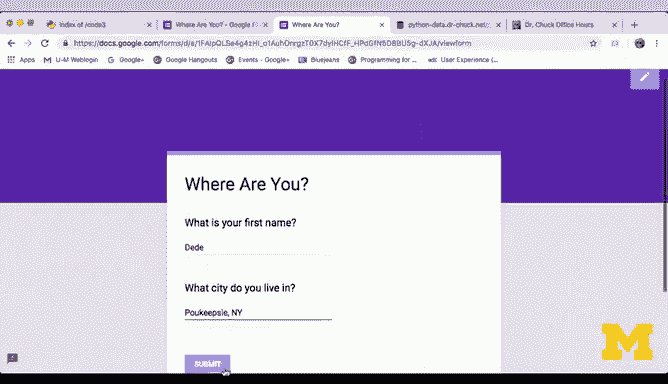 Index of /code3
Where Are You? - Google F
Where Are You?
python-data.dr-chuck.net/
Dr. Chuck Office Hours
Apps
U-M Weblogin
Google+
Google Hangouts
Events - Google+
Bluejeans
Programming for ...
User Experience (...
Where Are You?
What is your first name?
Dede
What city do you live in?
Poukeepsie, NY
SUBMIT
M